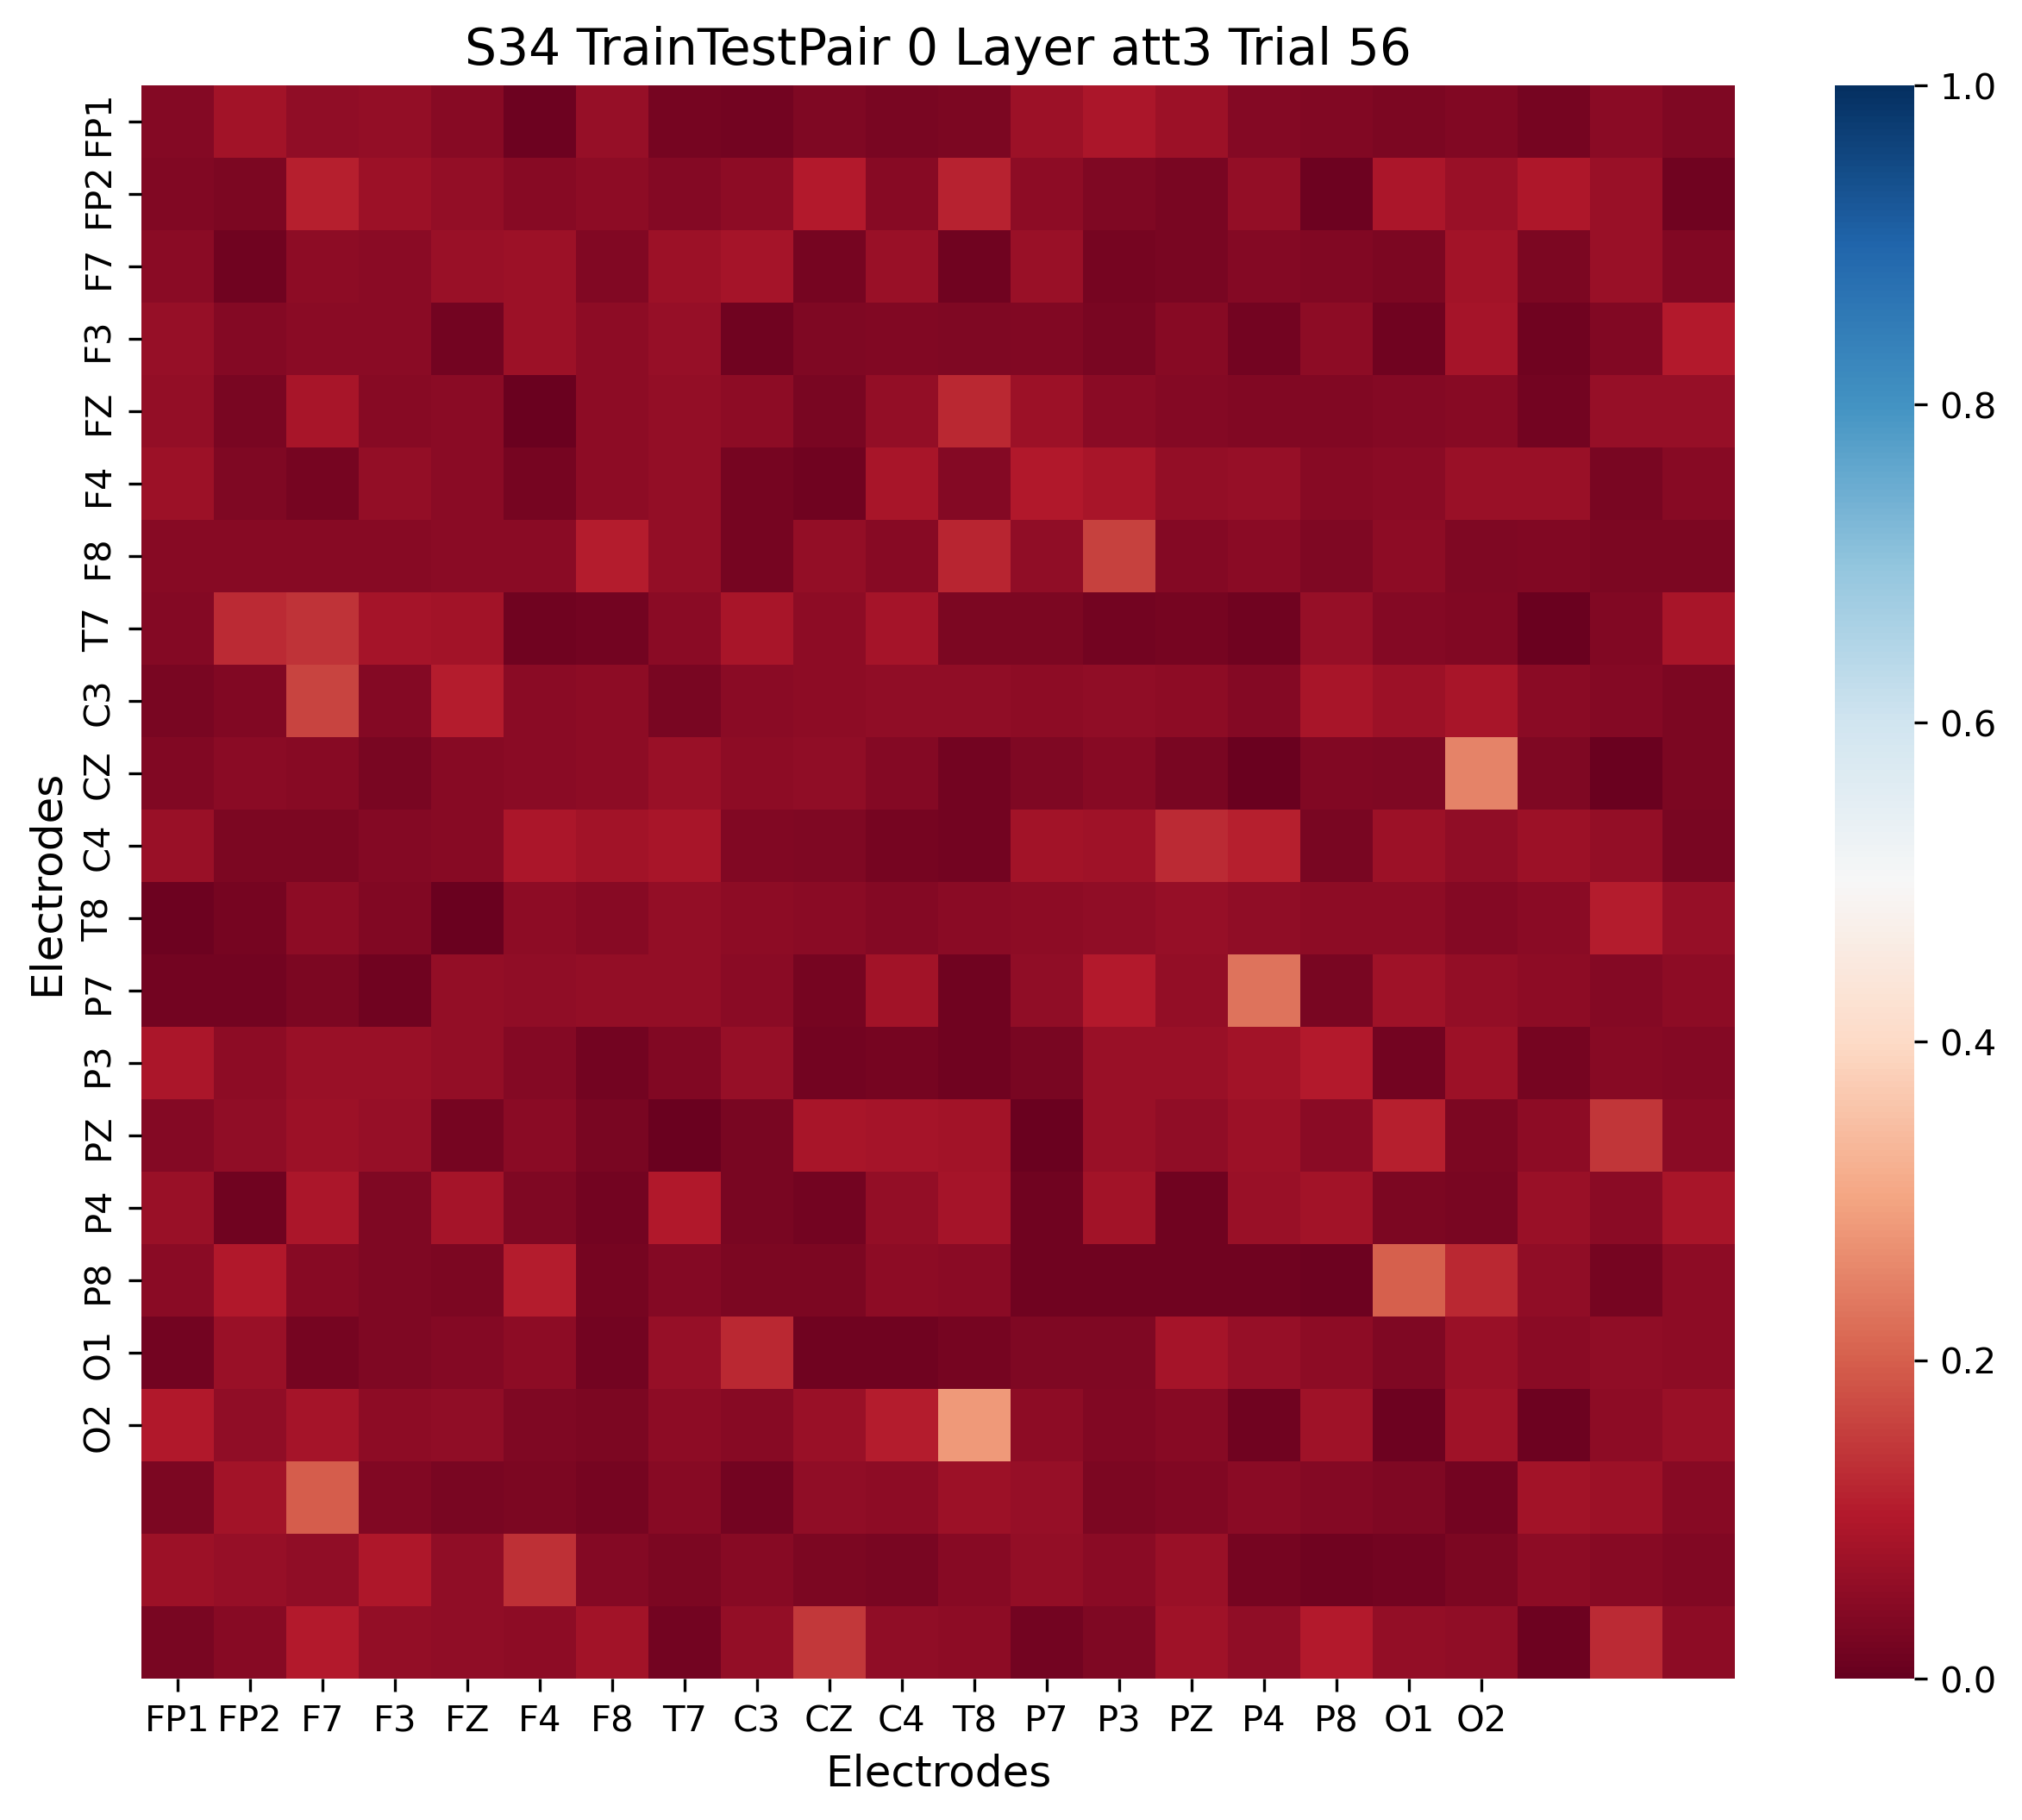 S34 TrainTestPair 0 Layer att3 Trial 56
Electrodes
FP1
FP2
F7
F3
FZ
F4
F8
T7
C3
CZ
C4
T8
P7
P3
PZ
P4
P8
O1
O2
FP1 FP2 F7 F3 FZ F4 F8 T7 C3 CZ C4 T8 P7 P3 PZ P4 P8 O1 O2
Electrodes
1.0
0.8
0.6
0.4
0.2
0.0